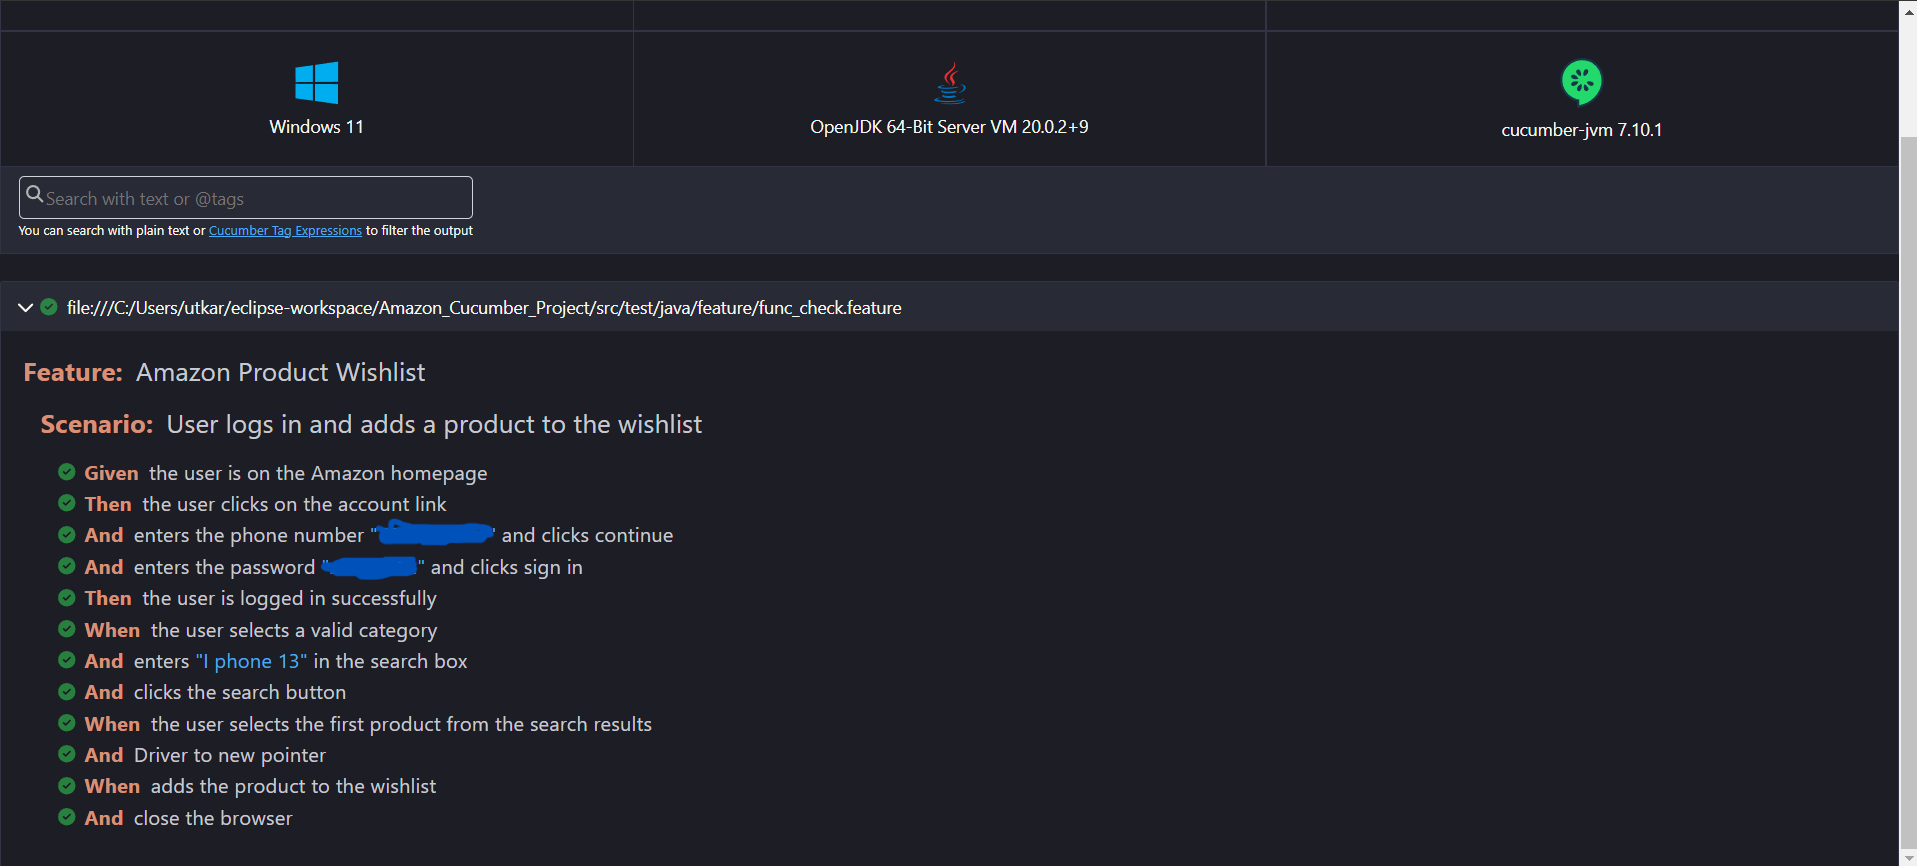 Windows 11
OpenJDK 64-Bit Server VM 20.0.2+9
cucumber-jvm 7.10.1
Search with text or @tags
You can search with plain text or Cucumber Tag Expressions to filter the output
file:///C:/Users/utkar/eclipse-workspace/Amazon_Cucumber_Project/src/test/java/feature/func_check.feature
Feature: Amazon Product Wishlist
Scenario: User logs in and adds a product to the wishlist
Given the user is on the Amazon homepage
Then the user clicks on the account link
And enters the phone number "" and clicks continue
And enters the password "" and clicks sign in
Then the user is logged in successfully
When the user selects a valid category
And enters "I phone 13" in the search box
And clicks the search button
When the user selects the first product from the search results
And Driver to new pointer
When adds the product to the wishlist
And close the browser